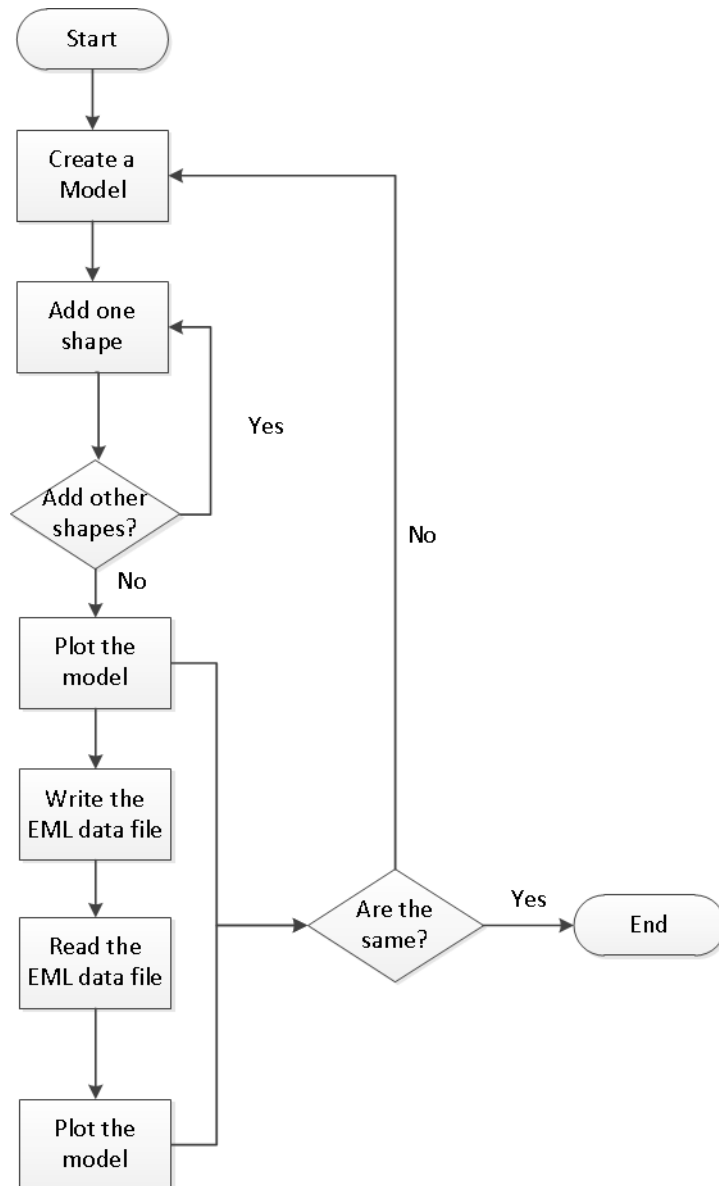 Start
Create a
Model
Add one
shape
Yes
Add other
shapes?
No
No
Plot the
model
Write the
EML data file
Are the
same?
Yes
End
Read the
EML data file
Plot the
model